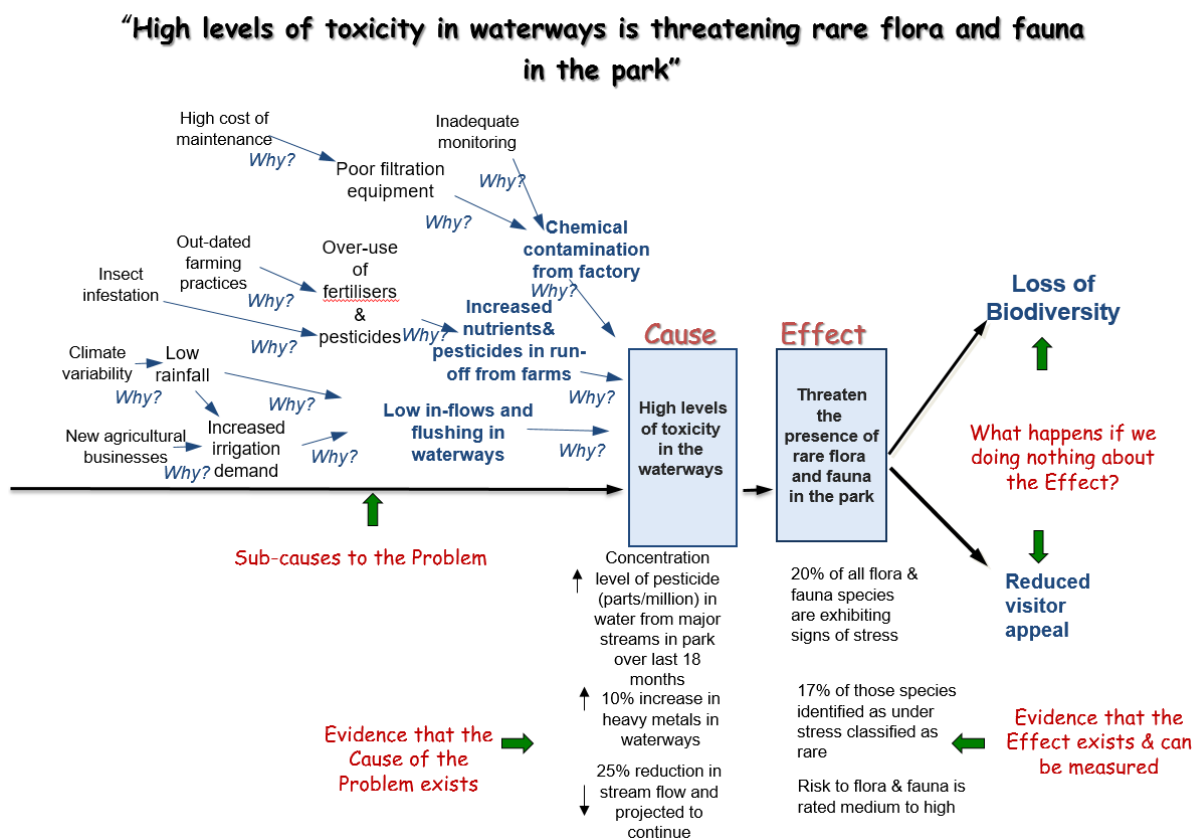 “High levels of toxicity in waterways is threatening rare flora and fauna
in the park”
High cost of
maintenance
Why?
Inadequate
monitoring
Why?
Poor filtration
equipment
Why?
Chemical
contamination
from factory
Why?
Out-dated
farming
practices
Why?
Insect
infestation
Why?
Over-use
of
fertilisers
&
pesticides
Why?
Increased
nutrients&
pesticides in run-
off from farms
Why?
Climate
variability
Why?
Low
rainfall
Why?
New agricultural
businesses
Why?
Increased
irrigation
demand
Why?
Low in-flows and
flushing in
waterways
Why?
Sub-causes to the Problem
Cause
High levels
of toxicity
in the
waterways
Effect
Threaten
the
presence of
rare flora
and fauna
in the park
Loss of
Biodiversity
What happens if we
doing nothing about
the Effect?
Reduced
visitor
appeal
Evidence that the
Cause of the
Problem exists
Concentration
level of pesticide
(parts/million) in
water from major
streams in park
over last 18
months
10% increase in
heavy metals in
waterways
25% reduction in
stream flow and
projected to
continue
20% of all flora &
fauna species
are exhibiting
signs of stress
17% of those species
identified as under
stress classified as
rare
Risk to flora & fauna is
rated medium to high
Evidence that the
Effect exists & can
be measured